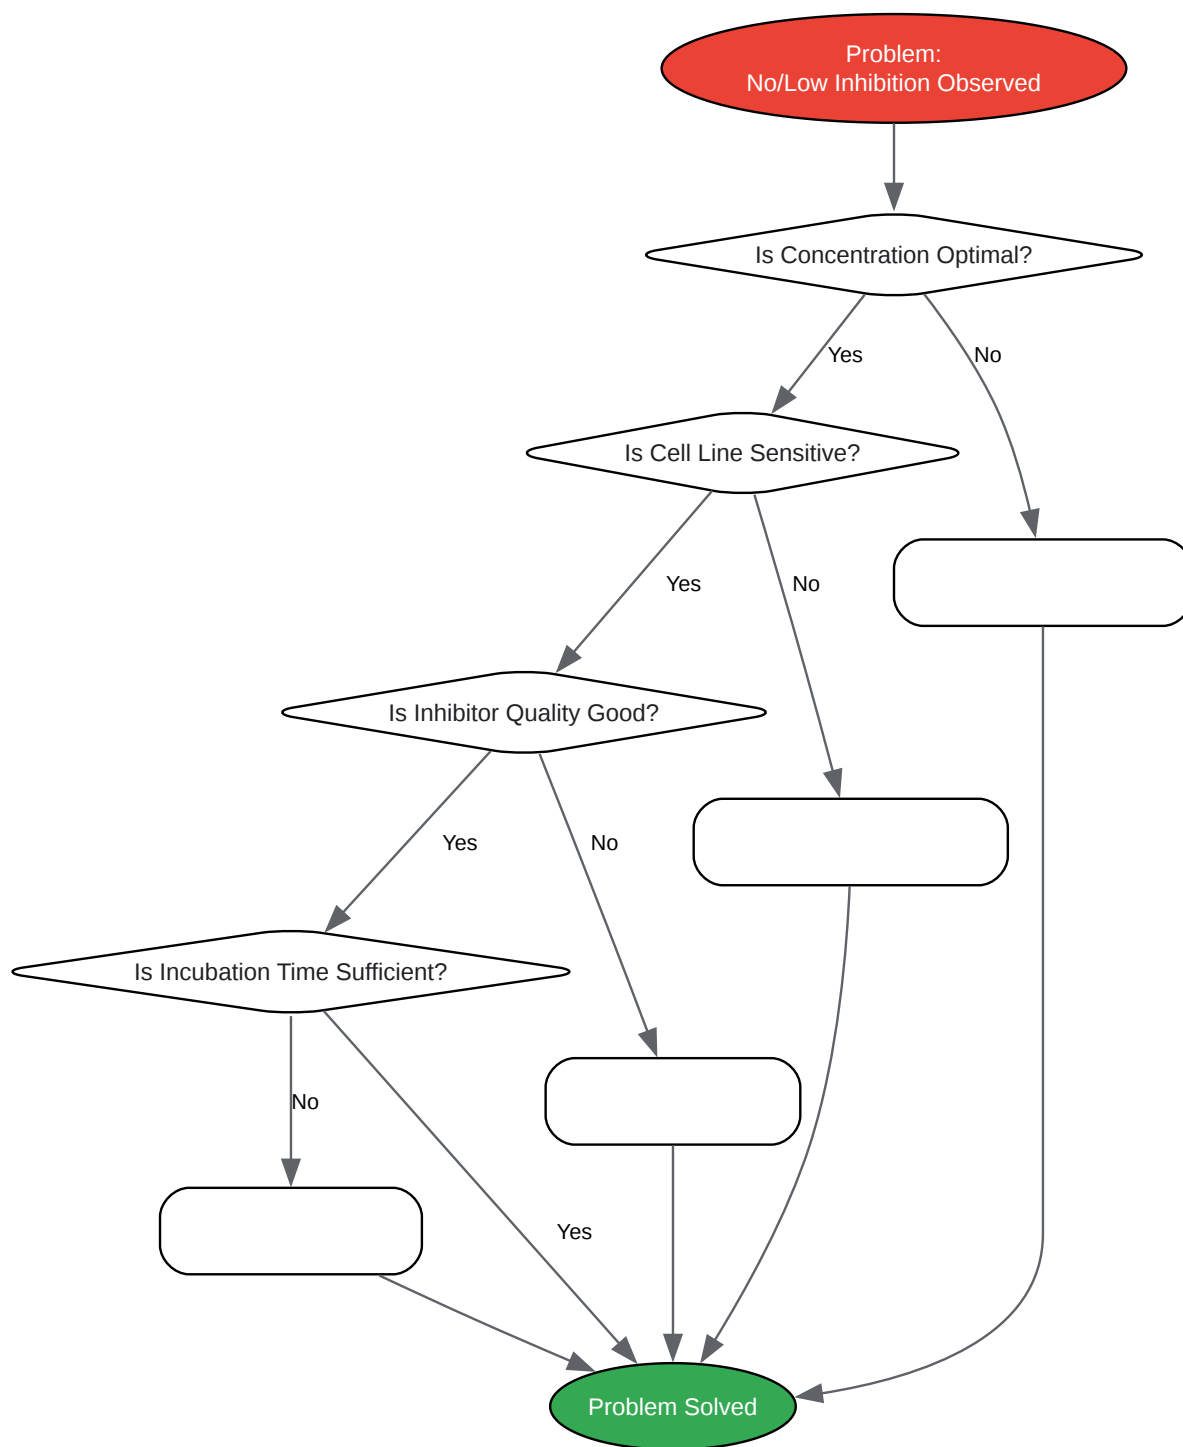 Problem:
No/Low Inhibition Observed
Is Concentration Optimal?
Yes
No
Is Cell Line Sensitive?
Yes
No
Is Inhibitor Quality Good?
Yes
No
Is Incubation Time Sufficient?
No
Yes
Problem Solved